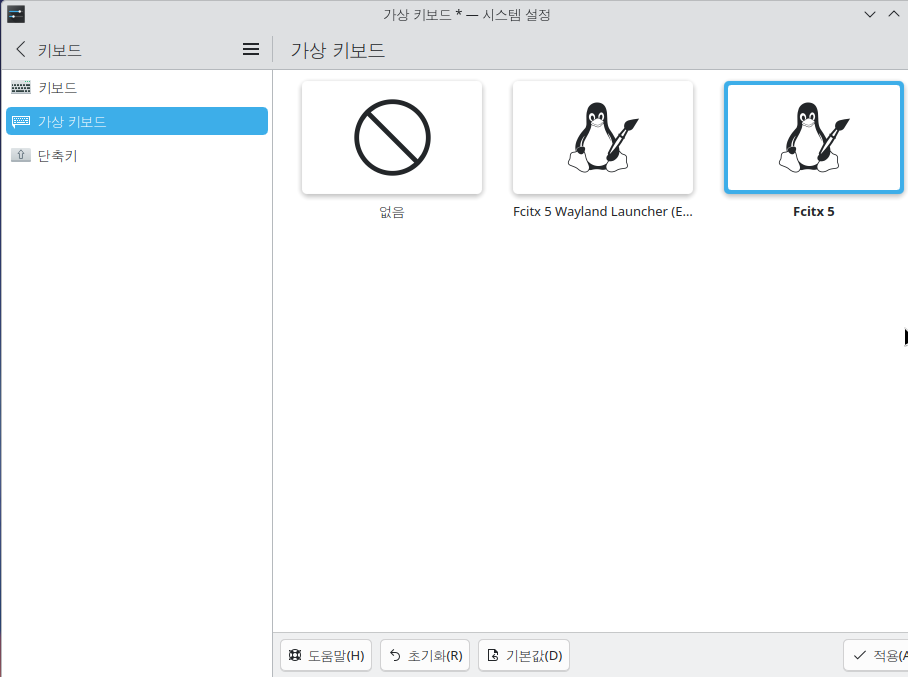 가상 키보드 * — 시스템 설정
키보드
가상 키보드
키보드
가상 키보드
단축키
없음
Fcitx 5 Wayland Launcher (E...
Fcitx 5
도움말(H)
초기화(R)
기본값(D)
적용(A